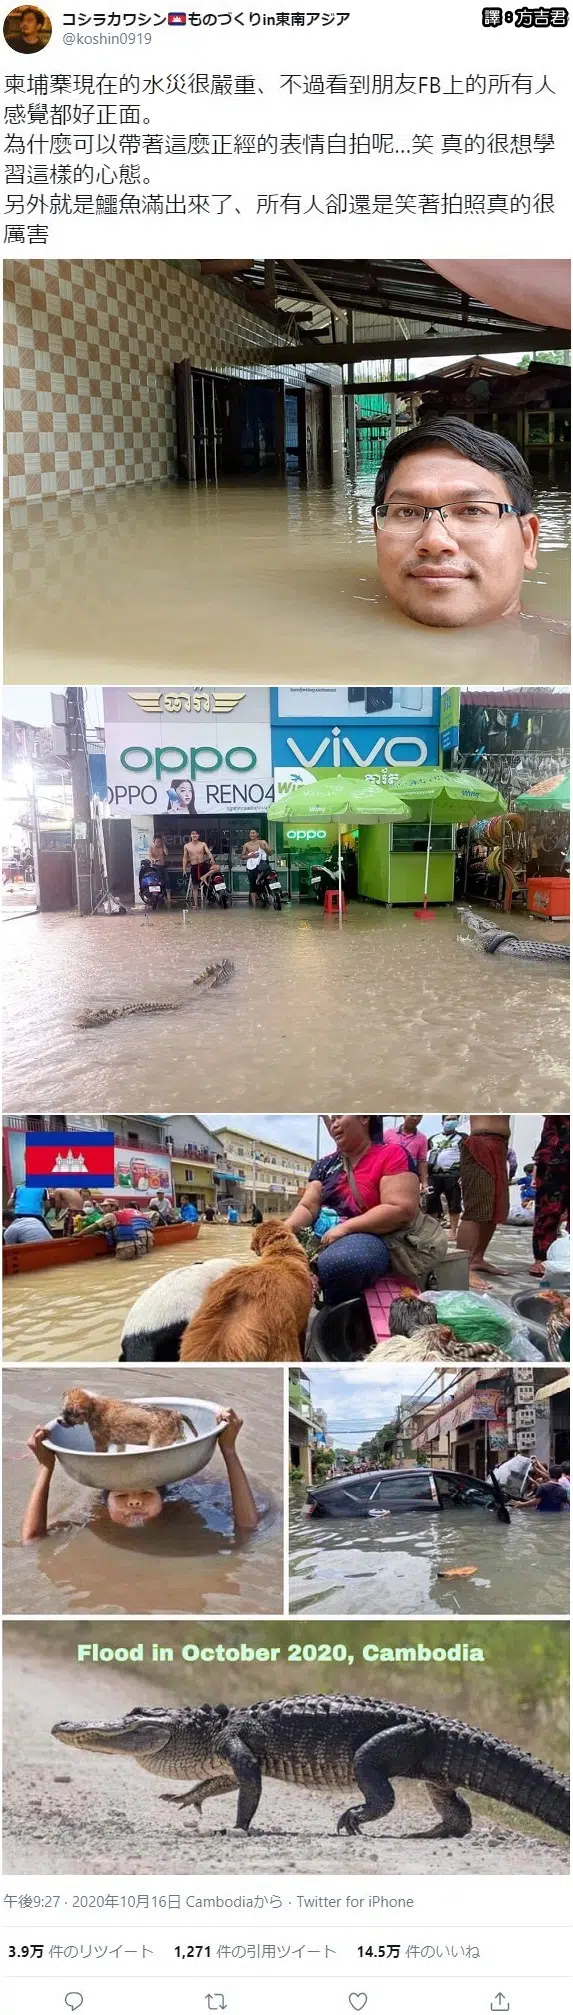 コシラカワシン🇰🇭ものづくりin東南アジア
譯:方吉君
@koshin0919
柬埔寨現在的水災很嚴重、不過看到朋友FB上的所有人
感覺都好正面。
為什麼可以帶著這麼正經的表情自拍呢...笑 真的很想學
習這樣的心態。
另外就是鱷魚滿出來了、所有人卻還是笑著拍照真的很
厲害
oppo
vivo
OPPO RENO4
Wing
Wing
oppo
Flood in October 2020, Cambodia
午後9:27 · 2020年10月16日 Cambodiaから · Twitter for iPhone
3.9万 件のリツイート 1,271 件の引用ツイート 14.5万 件のいいね